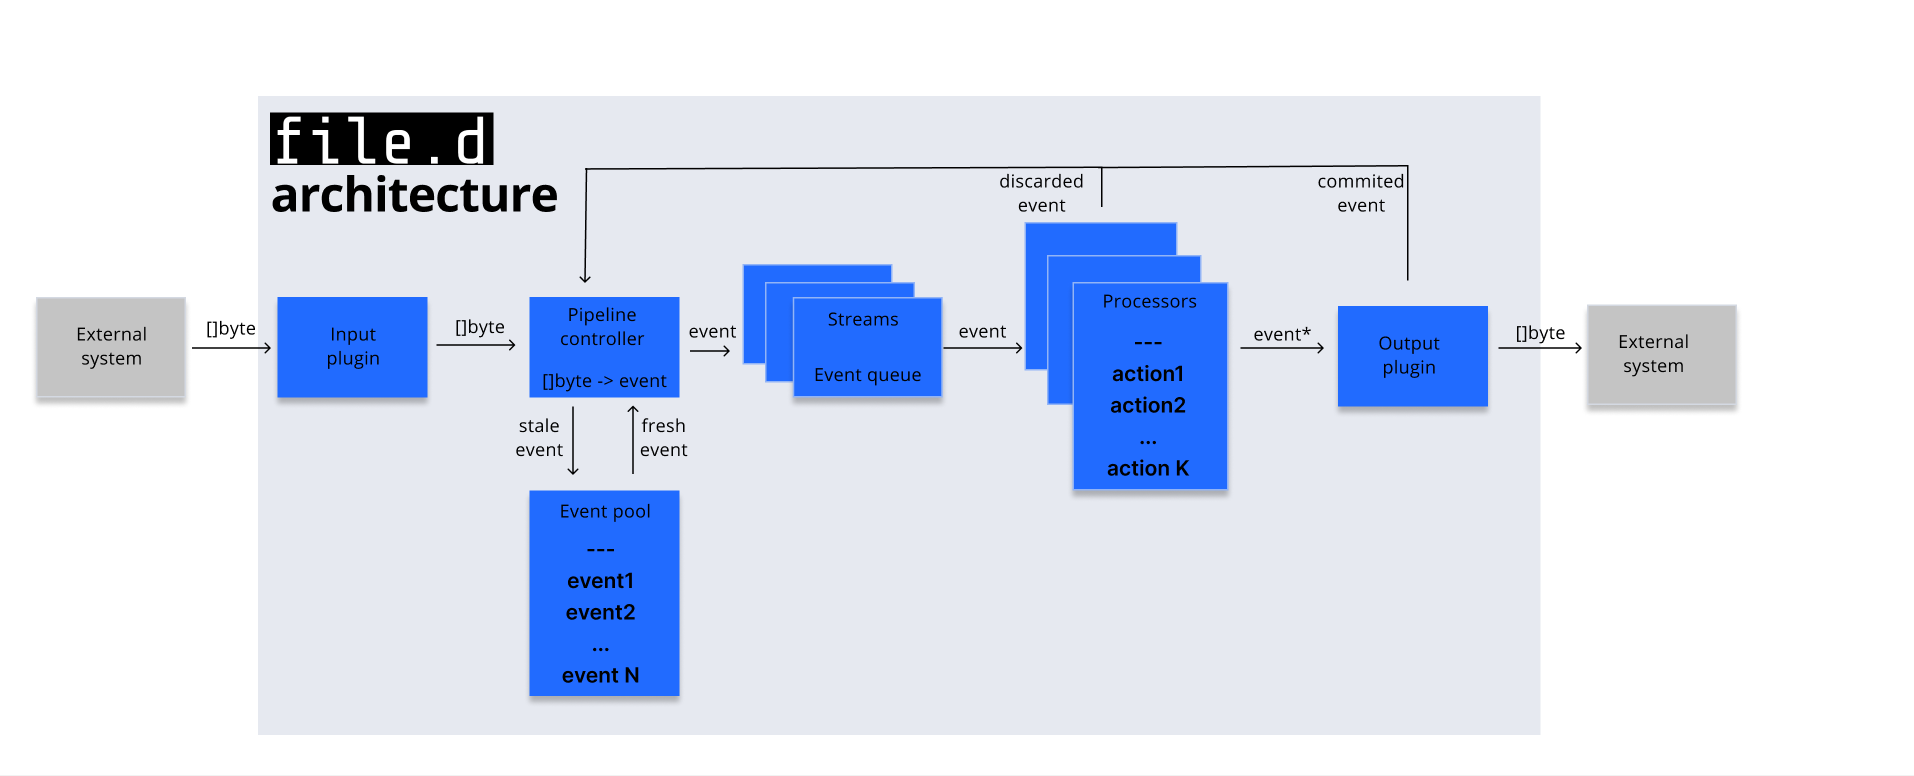 file.d
architecture
discarded
event
commited
event
External
system
[]byte
Input
plugin
[]byte
Pipeline
controller
[]byte -> event
event
Streams
Event queue
event
Processors
---
action1
action2
...
action K
event*
Output
plugin
[]byte
External
system
stale
event
fresh
event
Event pool
---
event1
event2
...
event N